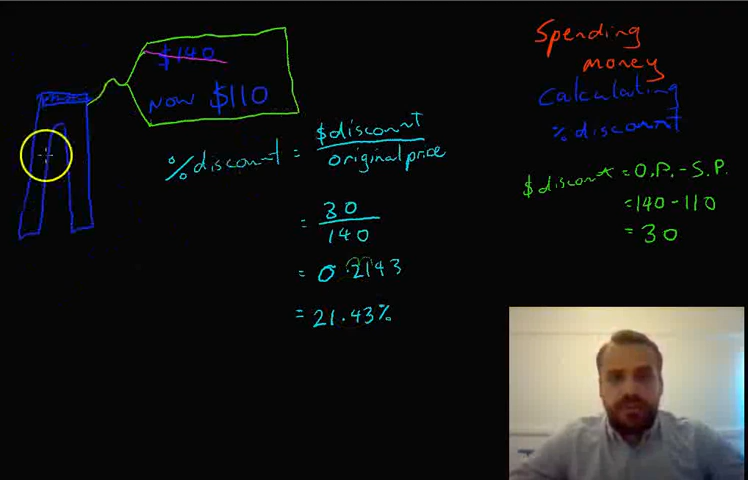 $140
Now $110
Spending
money
Calculating
% discount
% discount = $ discount / original price
= 30 / 140
= 0.2143
= 21.43%
$ discount = O.P. - S.P.
= 140 - 110
= 30